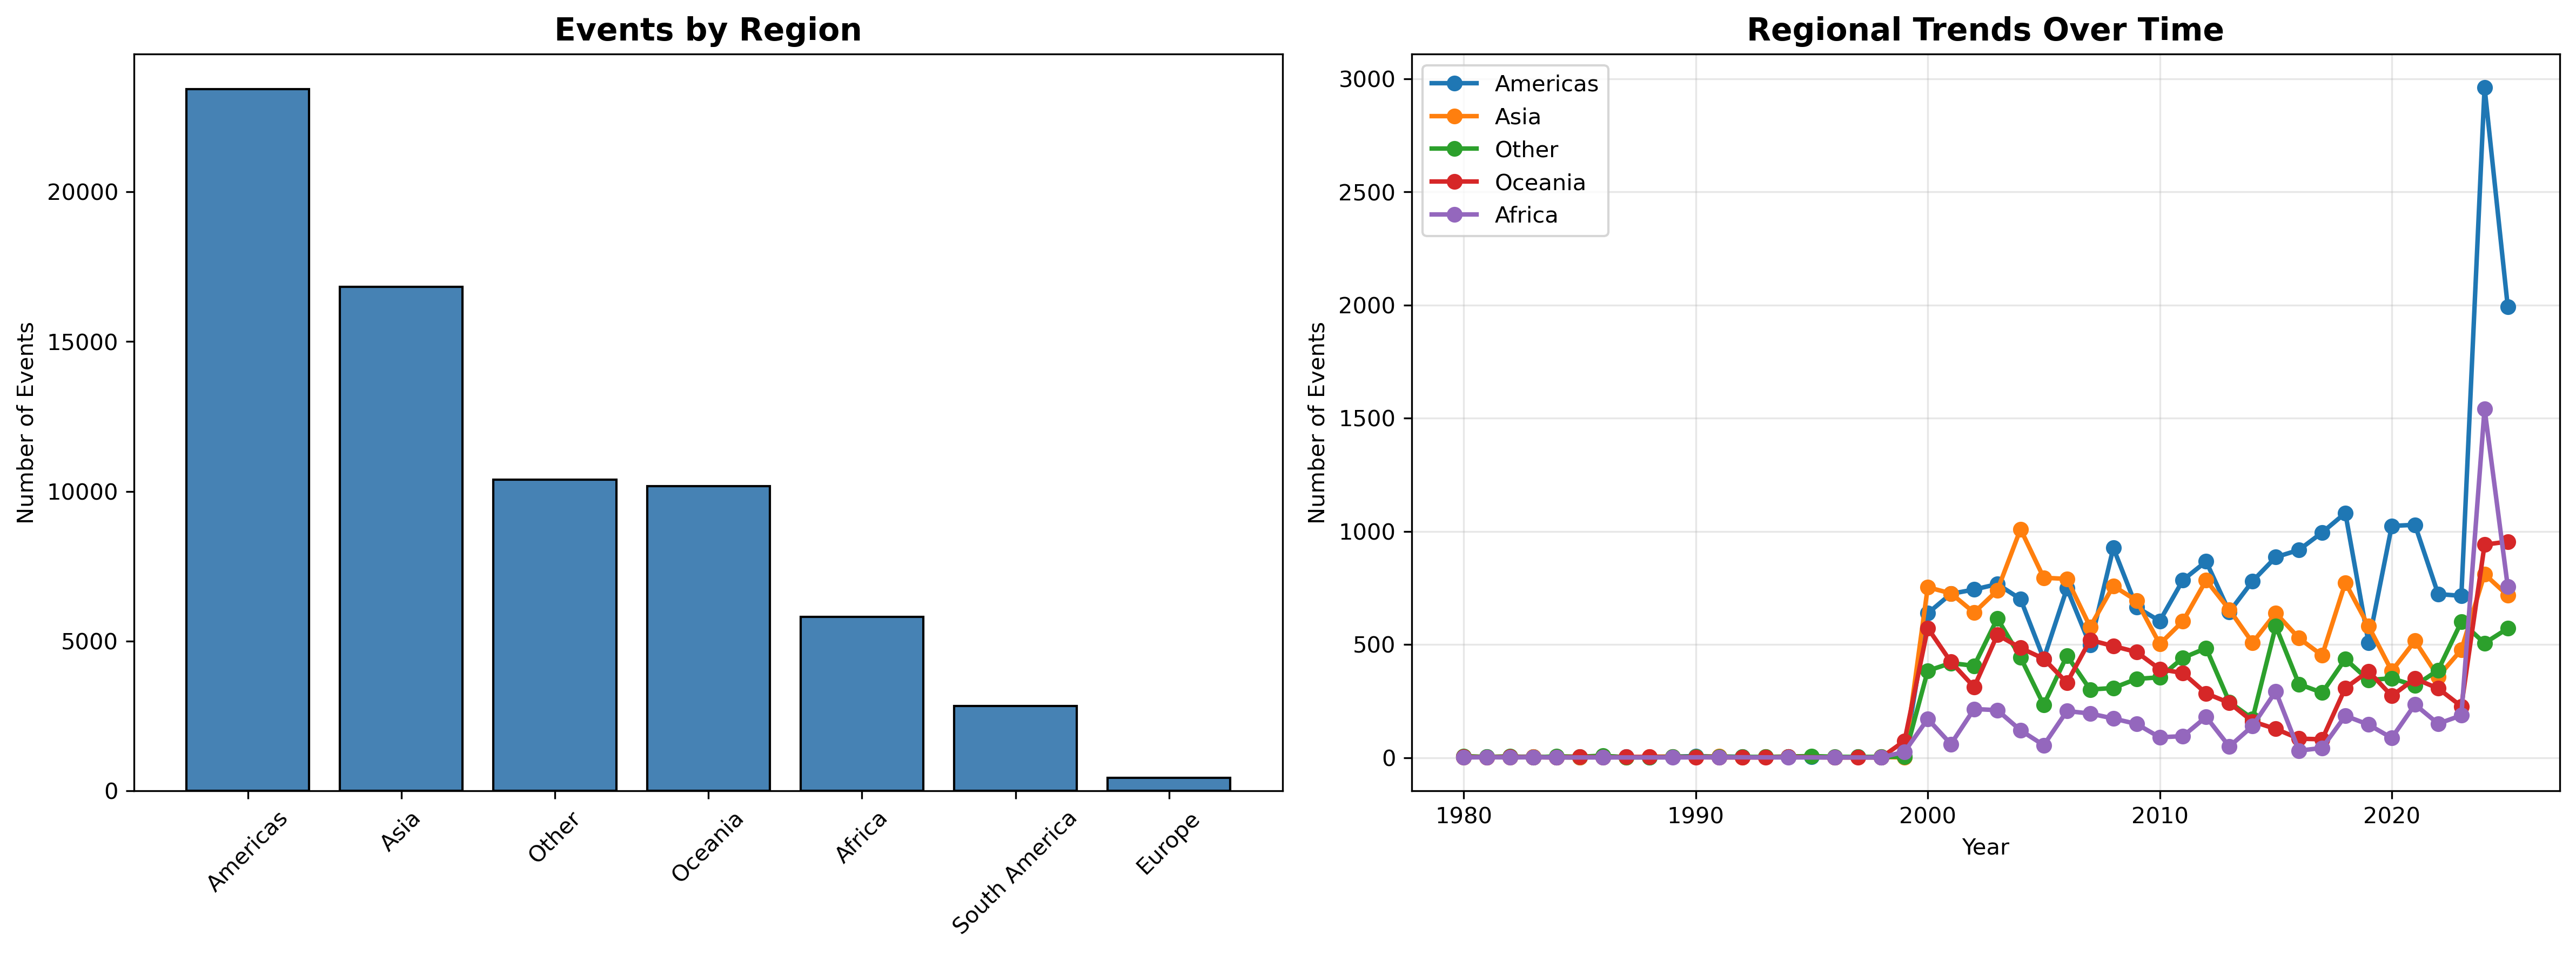 Events by Region
Number of Events
20000
15000
10000
5000
0
Americas
Asia
Other
Oceania
Africa
South America
Europe
Regional Trends Over Time
Number of Events
3000
2500
2000
1500
1000
500
0
Americas
Asia
Other
Oceania
Africa
1980
1990
2000
2010
2020
Year